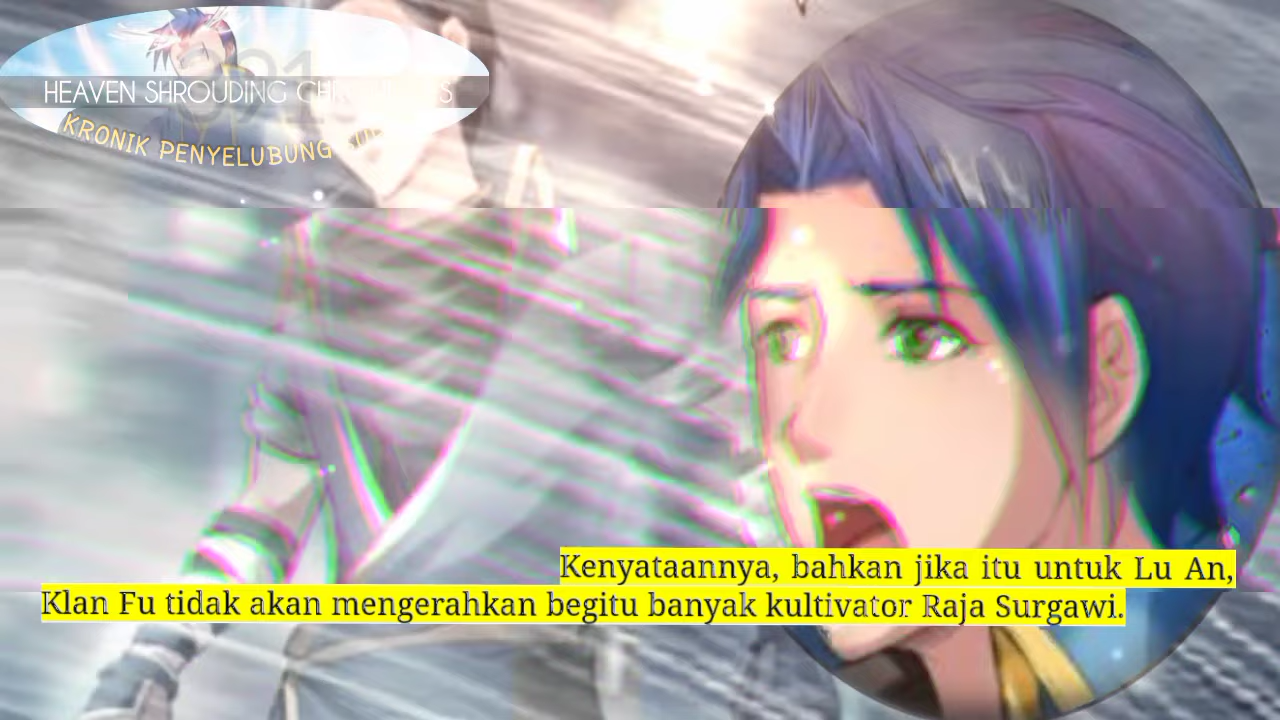 HEAVEN SHROUDING
KRONIK PENYELUBUNG
Kenyataannya, bahkan jika itu untuk Lu An,
Klan Fu tidak akan mengerahkan begitu banyak kultivator Raja Surgawi.